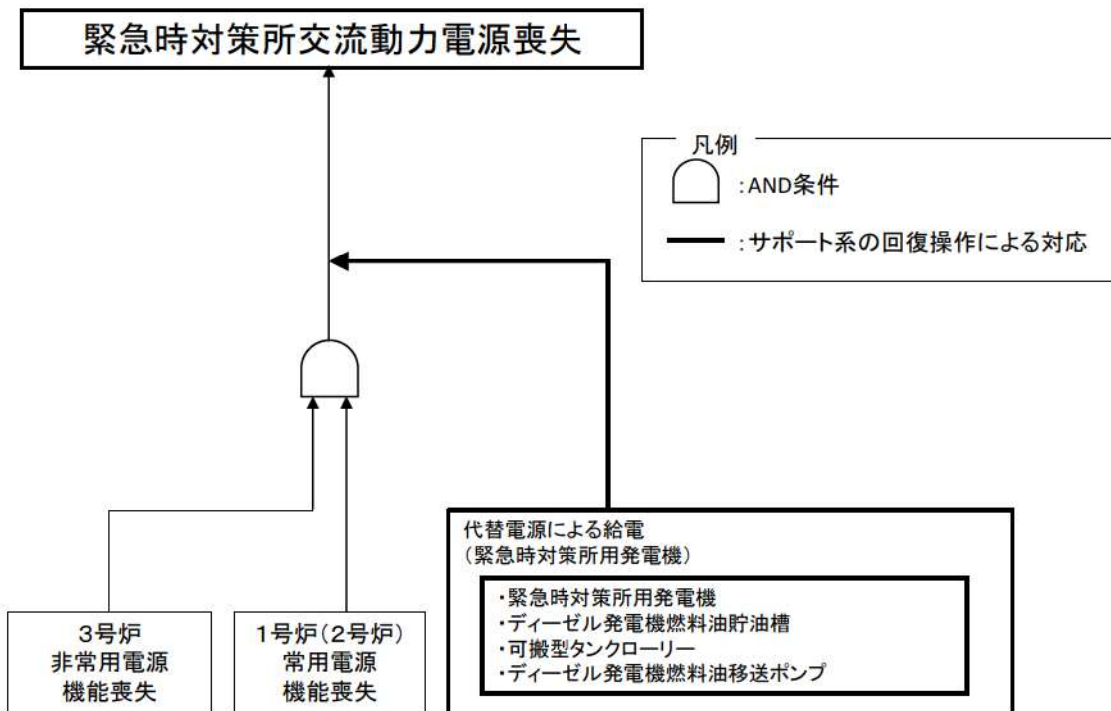 緊急時対策所交流動力電源喪失
凡例
:AND条件
:サポート系の回復操作による対応
代替電源による給電
(緊急時対策所用発電機)
・緊急時対策所用発電機
・ディーゼル発電機燃料油貯油槽
・可搬型タンクローリー
・ディーゼル発電機燃料油移送ポンプ
3号炉
非常用電源
機能喪失
1号炉(2号炉)
常用電源
機能喪失